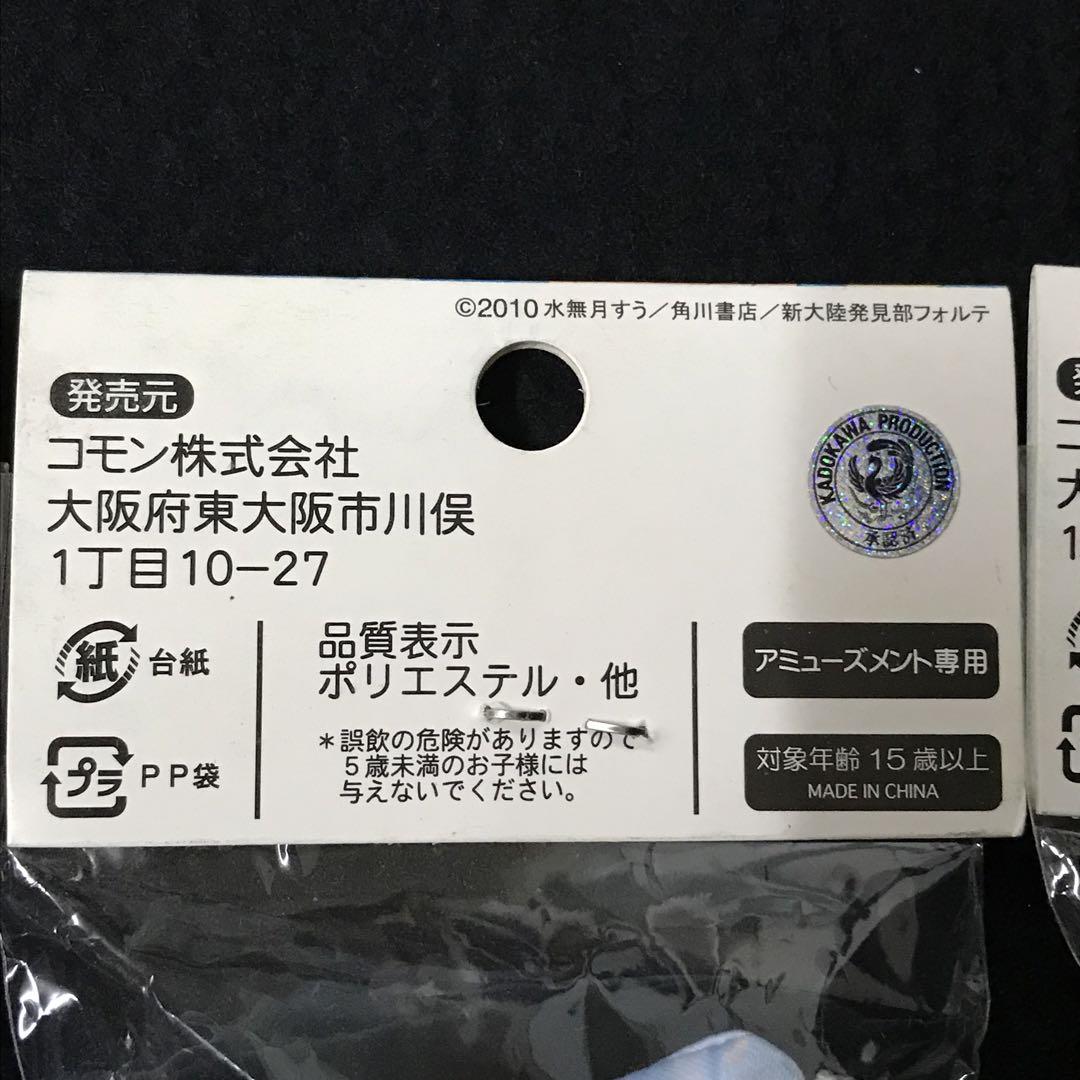 ©2010 水無月すう／角川書店／新大陸発見部フォルテ
発売元
コモン株式会社
大阪府東大阪市川俣
1丁目10−27
KADOKAWA PRODUCTION
承認済
紙 台紙
プラ PP袋
品質表示
ポリエステル・他
＊誤飲の危険がありますので
5歳未満のお子様には
与えないでください。
アミューズメント専用
対象年齢 15 歳以上
MADE IN CHINA